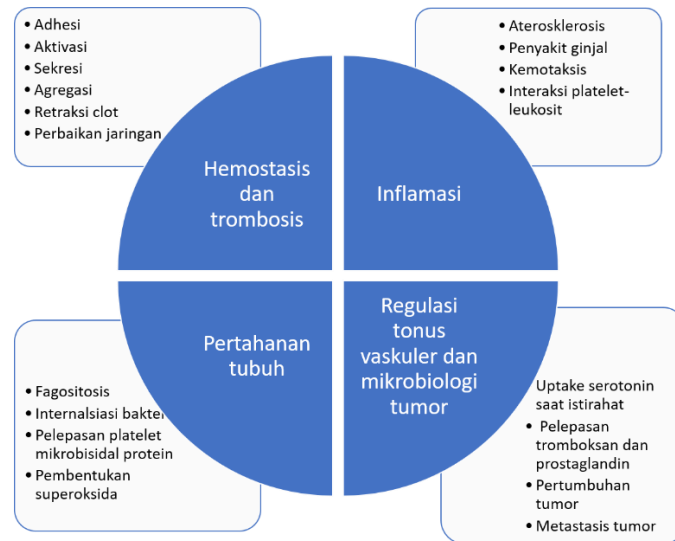 • Adhesi
• Aktivasi
• Sekresi
• Agregasi
• Retraksi clot
• Perbaikan jaringan
• Aterosklerosis
• Penyakit ginjal
• Kemotaksis
• Interaksi platelet-
leukosit
Hemostasis
dan
trombosis
Inflamasi
Pertahanan
tubuh
Regulasi
tonus
vaskuler dan
mikrobiologi
tumor
• Fagositosis
• Internalsiasi bakter
• Pelepasan platelet
mikrobisidal protein
• Pembentukan
superoksida
Uptake serotonin
saat istirahat
• Pelepasan
tromboksan dan
prostaglandin
• Pertumbuhan
tumor
• Metastasis tumor